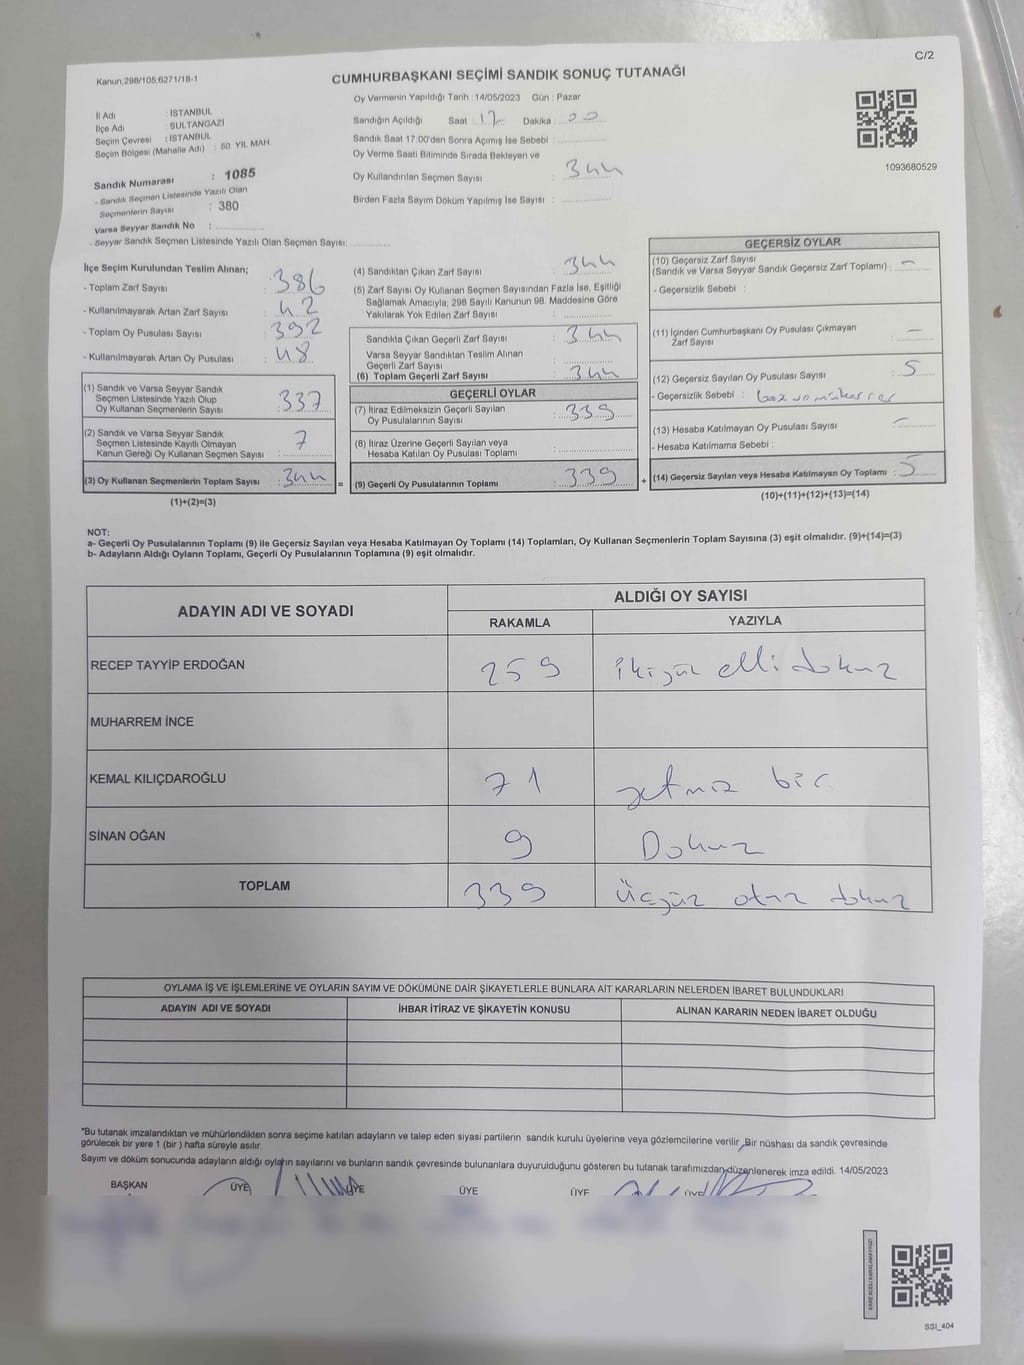 C/2
Kanun:298/105;6271/18-1
CUMHURBAŞKANI SEÇİMİ SANDIK SONUÇ TUTANAĞI
Oy Vermenin Yapıldığı Tarih : 14/05/2023 Gün : Pazar
İl Adı : İSTANBUL
İlçe Adı : SULTANGAZİ
Seçim Çevresi : İSTANBUL
Seçim Bölgesi (Mahalle Adı) : 50. YIL MAH.
Sandık Numarası : 1085
- Sandık Seçmen Listesinde Yazılı Olan
Seçmenlerin Sayısı : 380
Varsa Seyyar Sandık No :
- Seyyar Sandık Seçmen Listesinde Yazılı Olan Seçmen Sayısı:
Sandığın Açıldığı Saat : 17 Dakika : 00
Sandık Saat 17:00'den Sonra Açılmış İse Sebebi :
Oy Verme Saati Bitiminde Sırada Bekleyen ve
Oy Kullandırılan Seçmen Sayısı : 344
Birden Fazla Sayım Döküm Yapılmış İse Sayısı :
1093680529
İlçe Seçim Kurulundan Teslim Alınan;
- Toplam Zarf Sayısı : 386
- Kullanılmayarak Artan Zarf Sayısı : 42
- Toplam Oy Pusulası Sayısı : 392
- Kullanılmayarak Artan Oy Pusulası : 48
(1) Sandık ve Varsa Seyyar Sandık
Seçmen Listesinde Yazılı Olup
Oy Kullanan Seçmenlerin Sayısı : 337
(2) Sandık ve Varsa Seyyar Sandık
Seçmen Listesinde Kayıtlı Olmayan
Kanun Gereği Oy Kullanan Seçmen Sayısı : 7
(3) Oy Kullanan Seçmenlerin Toplam Sayısı : 344 =
(1)+(2)=(3)
(4) Sandıktan Çıkan Zarf Sayısı : 344
(5) Zarf Sayısı Oy Kullanan Seçmen Sayısından Fazla İse, Eşitliği
Sağlamak Amacıyla, 298 Sayılı Kanunun 98. Maddesine Göre
Yakılarak Yok Edilen Zarf Sayısı :
Sandıkta Çıkan Geçerli Zarf Sayısı : 344
Varsa Seyyar Sandıktan Teslim Alınan
Geçerli Zarf Sayısı :
(6) Toplam Geçerli Zarf Sayısı : 344
GEÇERLİ OYLAR
(7) İtiraz Edilmeksizin Geçerli Sayılan
Oy Pusulalarının Sayısı : 339
(8) İtiraz Üzerine Geçerli Sayılan veya
Hesaba Katılan Oy Pusulası Toplamı :
(9) Geçerli Oy Pusulalarının Toplamı : 339 +
GEÇERSİZ OYLAR
(10) Geçersiz Zarf Sayısı
(Sandık ve Varsa Seyyar Sandık Geçersiz Zarf Toplamı) : -
- Geçersizlik Sebebi :
(11) İçinden Cumhurbaşkanı Oy Pusulası Çıkmayan
Zarf Sayısı : -
(12) Geçersiz Sayılan Oy Pusulası Sayısı : 5
- Geçersizlik Sebebi :
(13) Hesaba Katılmayan Oy Pusulası Sayısı : -
- Hesaba Katılmama Sebebi :
(14) Geçersiz Sayılan veya Hesaba Katılmayan Oy Toplamı : 5
(10)+(11)+(12)+(13)=(14)
NOT:
a- Geçerli Oy Pusulalarının Toplamı (9) ile Geçersiz Sayılan veya Hesaba Katılmayan Oy Toplamı (14) Toplamları, Oy Kullanan Seçmenlerin Toplam Sayısına (3) eşit olmalıdır. (9)+(14)=(3)
b- Adayların Aldığı Oyların Toplamı, Geçerli Oy Pusulalarının Toplamına (9) eşit olmalıdır.
ADAYIN ADI VE SOYADI
ALDIĞI OY SAYISI
RAKAMLA YAZIYLA
RECEP TAYYİP ERDOĞAN 259 ikiyüz elli dokuz
MUHARREM İNCE
KEMAL KILIÇDAROĞLU 71 yetmiz bir
SİNAN OĞAN 9 Dokuz
TOPLAM 339 Üçyüz otuz dokuz
OYLAMA İŞ VE İŞLEMLERİNE VE OYLARIN SAYIM VE DÖKÜMÜNE DAİR ŞİKAYETLERLE BUNLARA AİT KARARLARIN NELERDEN İBARET BULUNDUKLARI
ADAYIN ADI VE SOYADI İHBAR İTİRAZ VE ŞİKAYETİN KONUSU ALINAN KARARIN NEDEN İBARET OLDUĞU
*Bu tutanak imzalandıktan ve mühürlendikten sonra seçime katılan adayların ve talep eden siyasi partilerin sandık kurulu üyelerine veya gözlemcilerine verilir. Bir nüshası da sandık çevresinde
görülecek bir yere 1 (bir ) hafta süreyle asılır.
Sayım ve döküm sonucunda adayların aldığı oyların sayılarını ve bunların sandık çevresinde bulunanlara duyurulduğunu gösteren bu tutanak tarafımızdan düzenlenerek imza edildi. 14/05/2023
BAŞKAN ÜYE ÜYE ÜYE ÜYE ÜYE
SSI_404